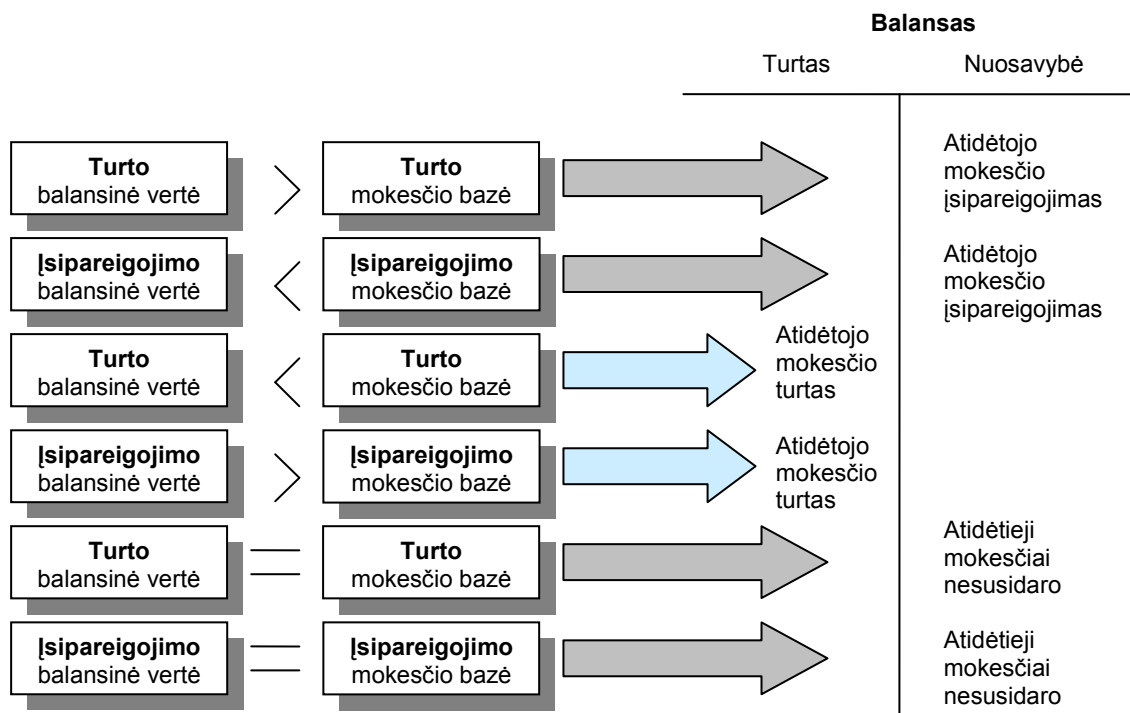 Balansas
Turtas
Nuosavybė
Turto
balansinė vertė
>
Turto
mokesčio bazė
Atidėtojo
mokesčio
įsipareigojimas
Įsipareigojimo
balansinė vertė
<
Įsipareigojimo
mokesčio bazė
Atidėtojo
mokesčio
įsipareigojimas
Turto
balansinė vertė
<
Turto
mokesčio bazė
Atidėtojo
mokesčio
turtas
Įsipareigojimo
balansinė vertė
>
Įsipareigojimo
mokesčio bazė
Atidėtojo
mokesčio
turtas
Turto
balansinė vertė
=
Turto
mokesčio bazė
Atidėtieji
mokesčiai
nesusidaro
Įsipareigojimo
balansinė vertė
=
Įsipareigojimo
mokesčio bazė
Atidėtieji
mokesčiai
nesusidaro